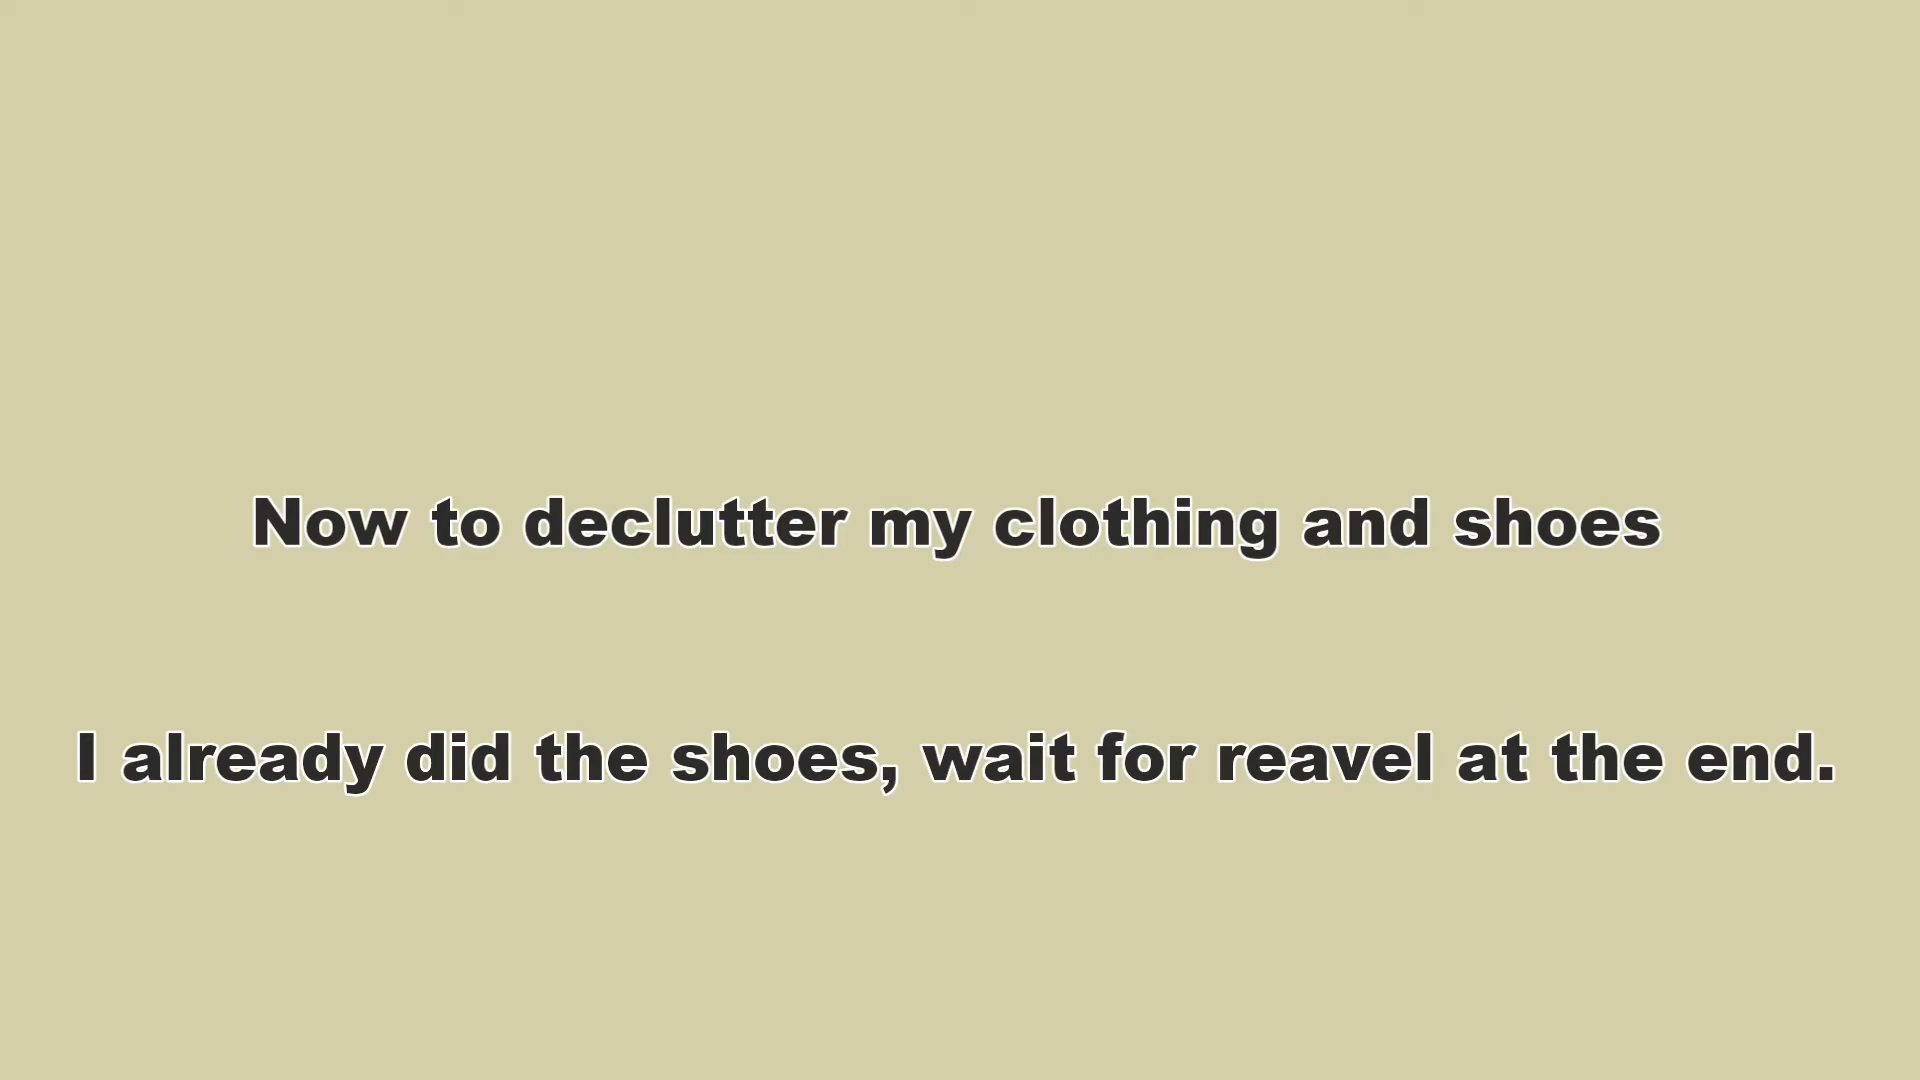 Now to declutter my clothing and shoes
I already did the shoes, wait for reavel at the end.